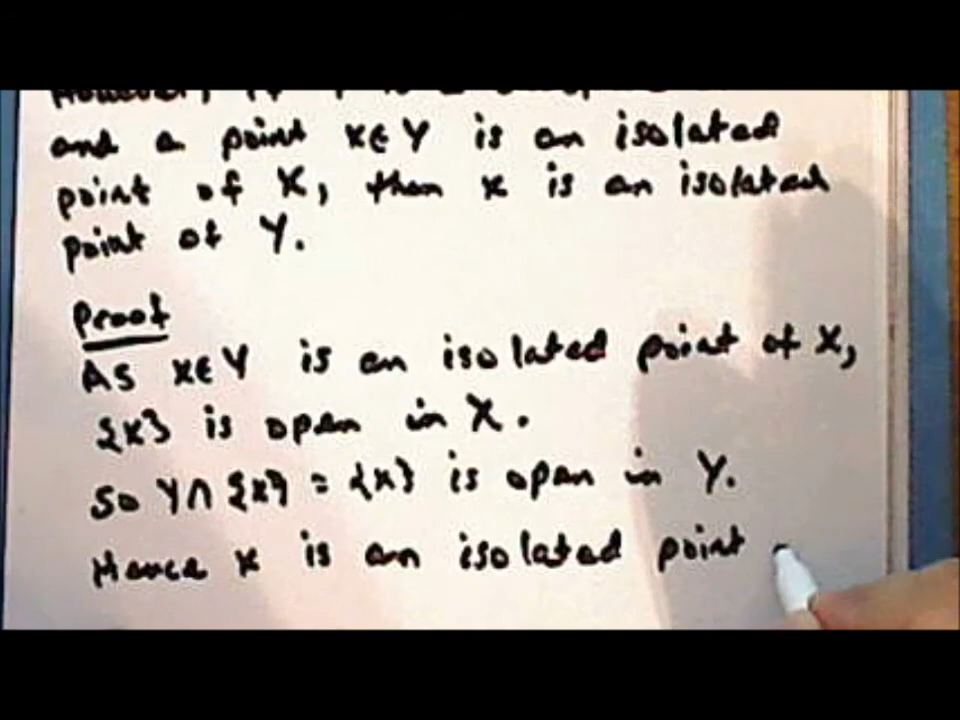 and a point x∈Y is an isolated
point of X, then x is an isolated
point of Y.
Proof
As x∈Y is an isolated point of X,
{x} is open in X.
So Y∩{x} = {x} is open in Y.
Hence x is an isolated point